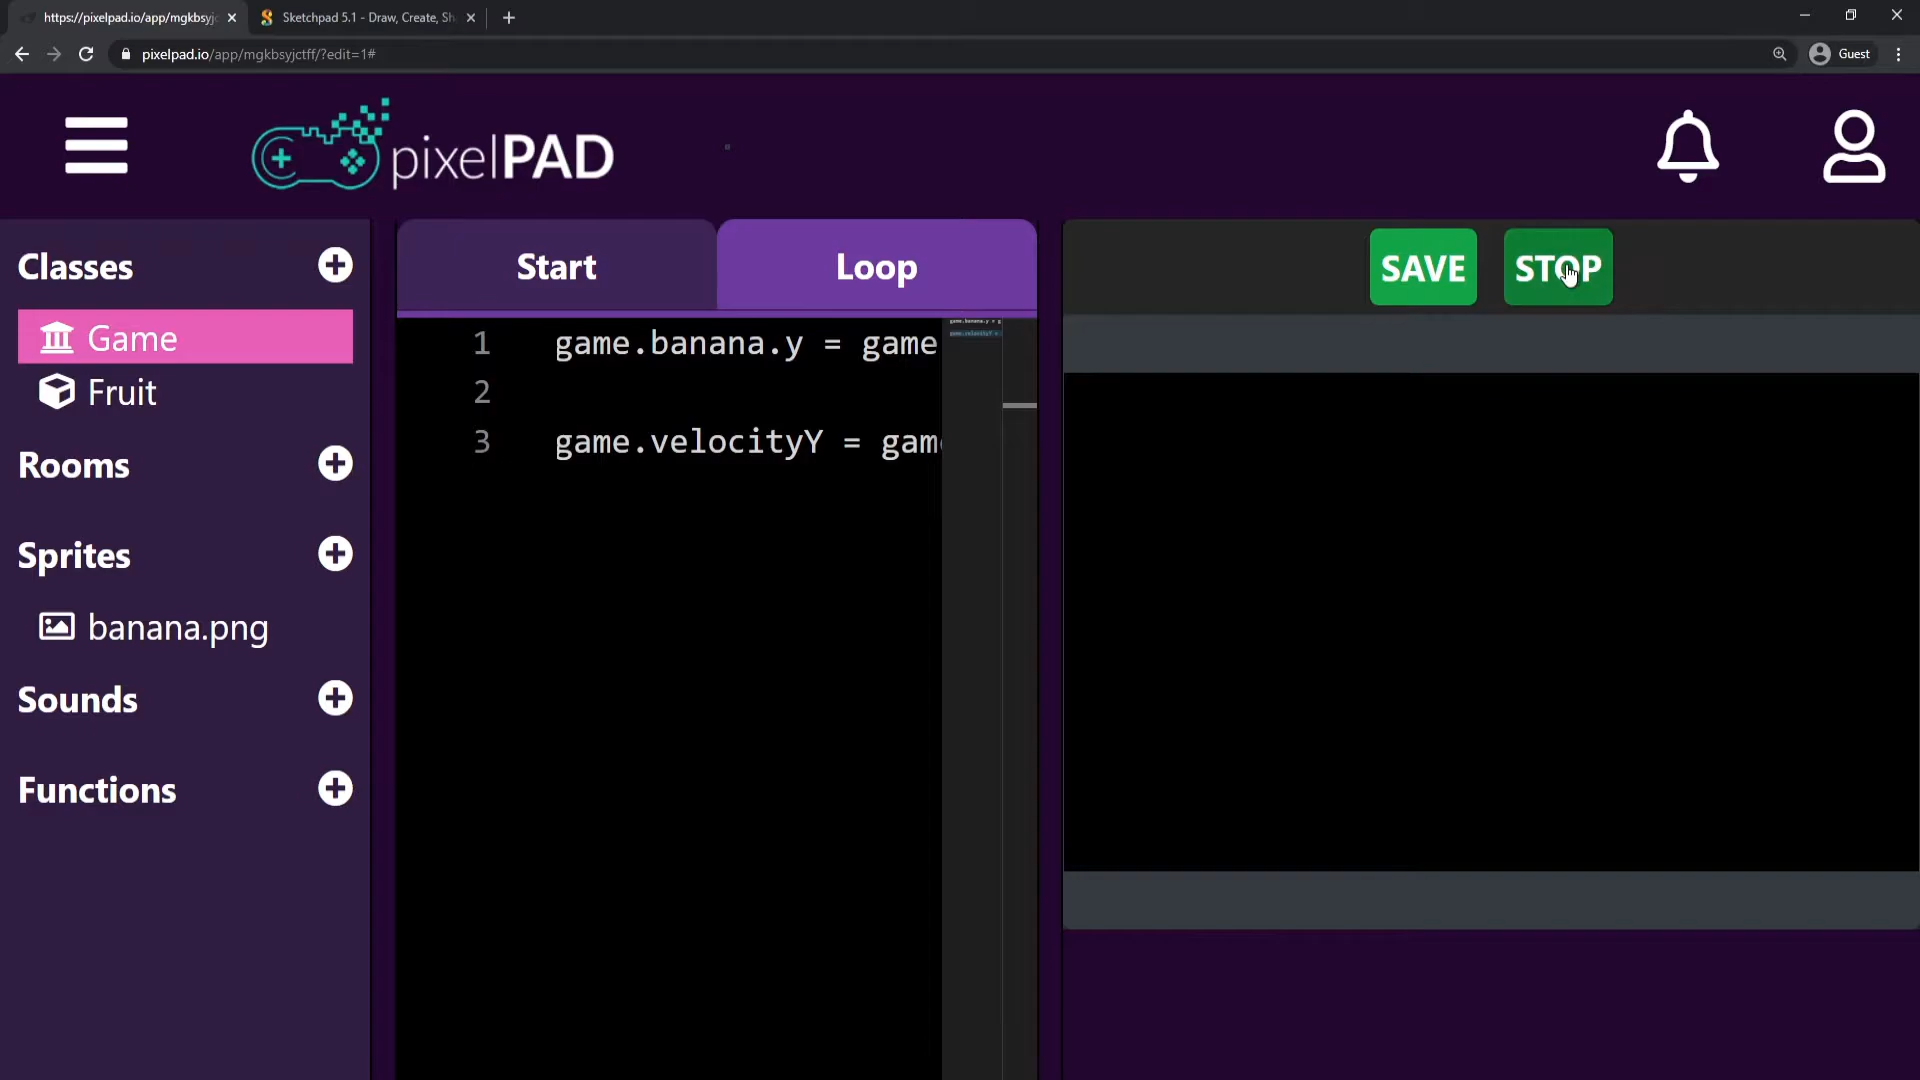 https://pixelpad.io/app/mgkbsyjc
Sketchpad 5.1 - Draw, Create, Sh
pixelpad.io/app/mgkbsyjctff/?edit=1#
Guest
pixelPAD
Classes
Game
Fruit
Rooms
Sprites
banana.png
Sounds
Functions
Start
Loop
1 game.banana.y = game
2
3 game.velocityY = gam
SAVE
STOP